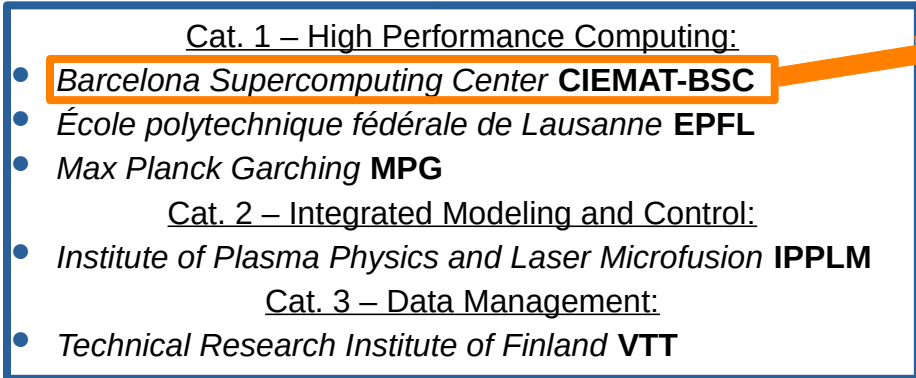 Cat. 1 – High Performance Computing:
• Barcelona Supercomputing Center CIEMAT-BSC
• École polytechnique fédérale de Lausanne EPFL
• Max Planck Garching MPG
Cat. 2 – Integrated Modeling and Control:
• Institute of Plasma Physics and Laser Microfusion IPPLM
Cat. 3 – Data Management:
• Technical Research Institute of Finland VTT